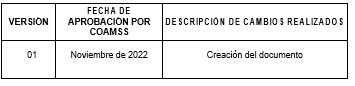 VERSIÓN
FECHA DE
APROBACIÓN POR
COAMSS
DESCRIPCIÓN DE CAMBIOS REALIZADOS
01
Noviembre de 2022
Creación del documento